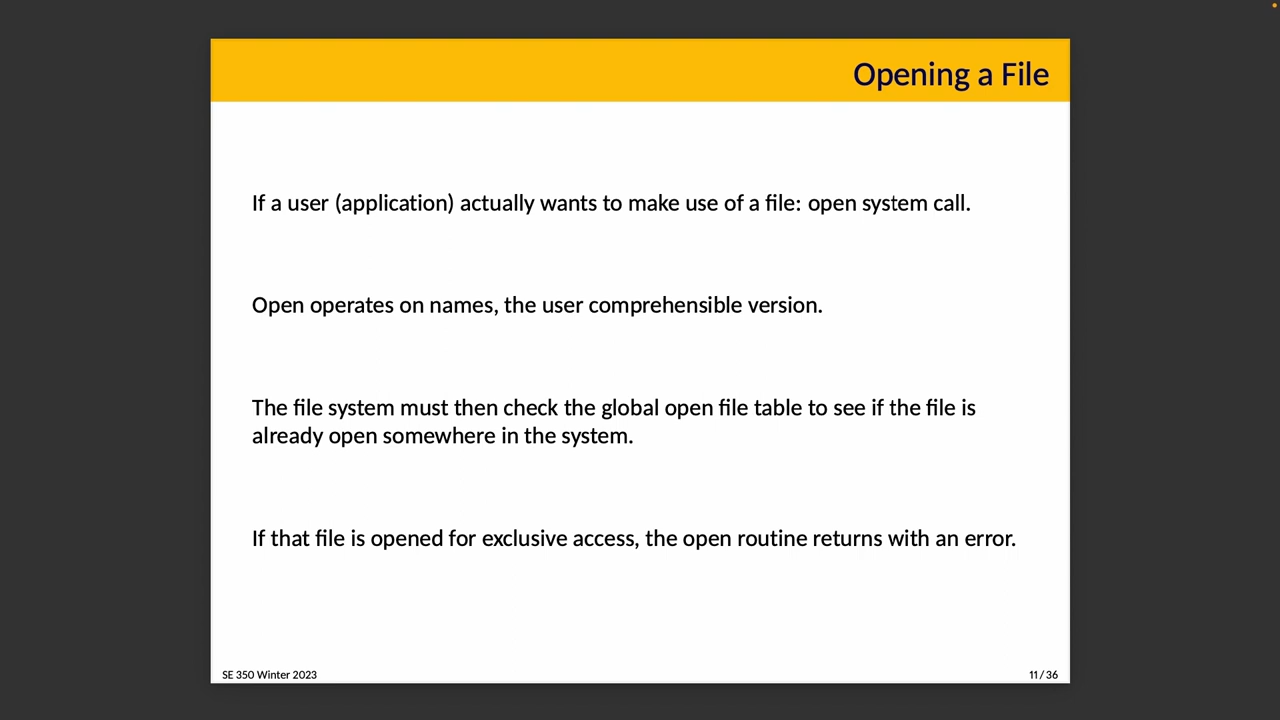 Opening a File
If a user (application) actually wants to make use of a file: open system call.
Open operates on names, the user comprehensible version.
The file system must then check the global open file table to see if the file is
already open somewhere in the system.
If that file is opened for exclusive access, the open routine returns with an error.
SE 350 Winter 2023
11 / 36